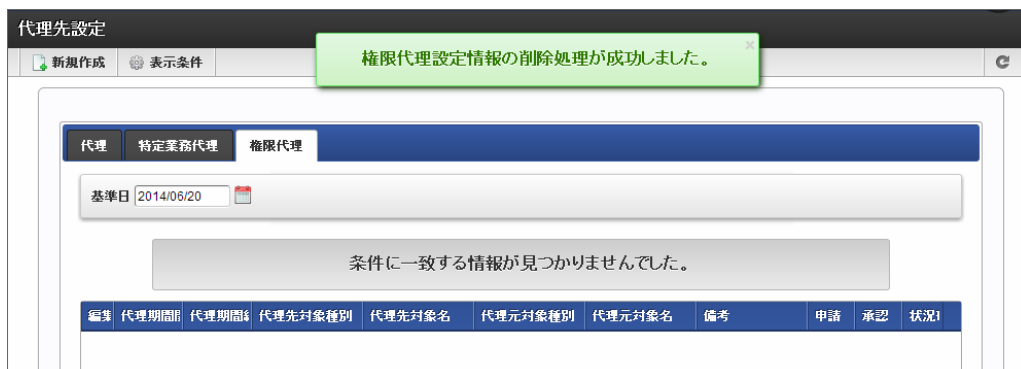 代理先設定
新規作成 表示条件
権限代理設定情報の削除処理が成功しました。
×
代理 特定業務代理 権限代理
基準日 2014/06/20
条件に一致する情報が見つかりませんでした。
編集 代理期間 代理期間 代理先対象種別 代理先対象名 代理元対象種別 代理元対象名 備考 申請 承認 状況